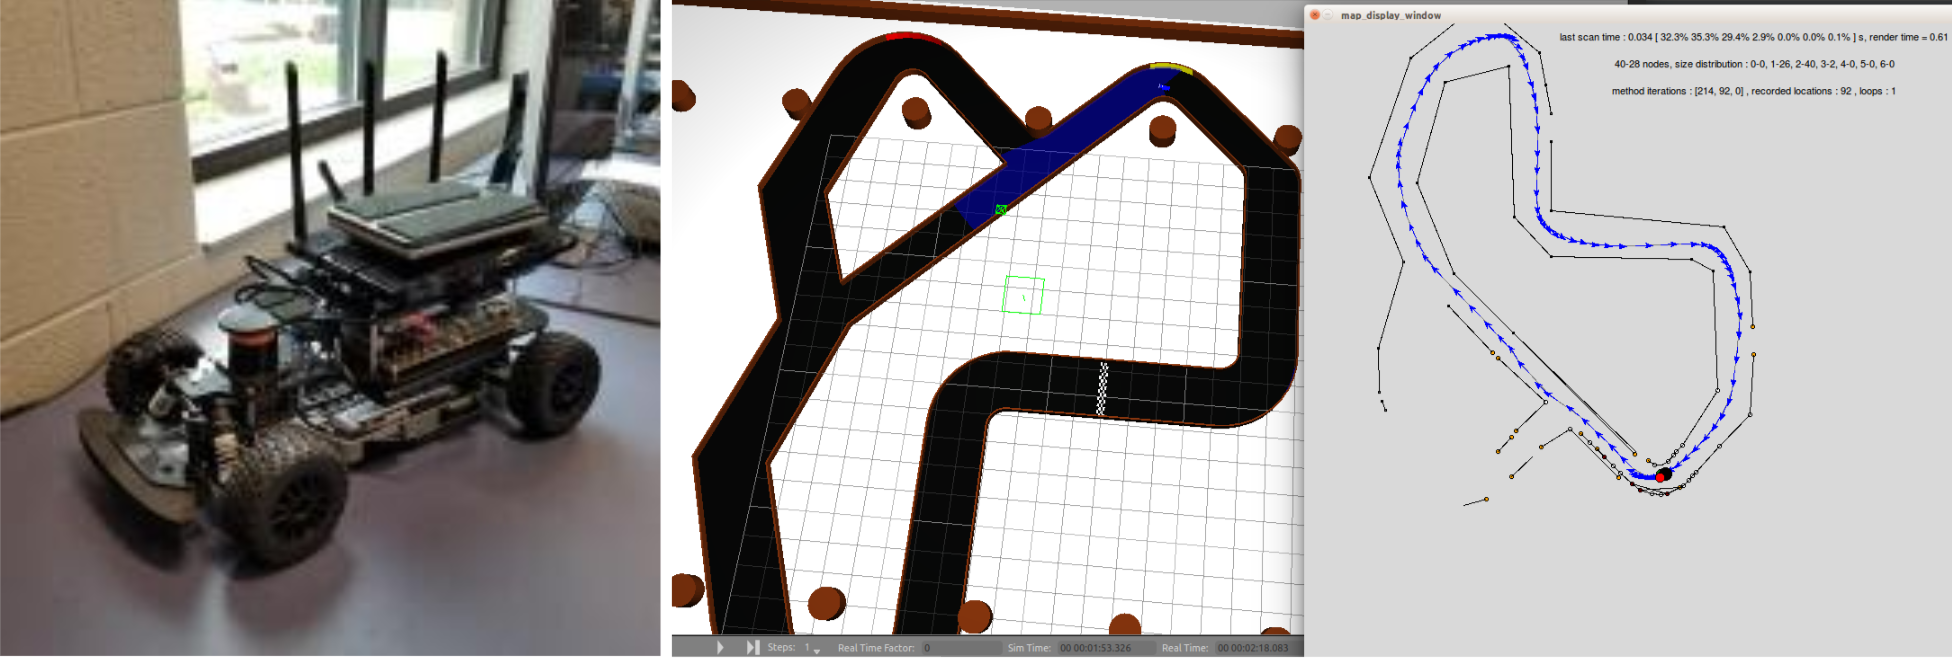 map_display_window
last scan time : 0.034 [ 32.3% 35.3% 29.4% 2.9% 0.0% 0.0% 0.1% ] s, render time = 0.61
40-28 nodes, size distribution : 0-0, 1-26, 2-40, 3-2, 4-0, 5-0, 6-0
method iterations : [214, 92, 0] , recorded locations : 92 , loops : 1
Steps: 1 Real Time Factor: 0 Sim Time: 00 00:01:53.326 Real Time: 00 00:02:18.083